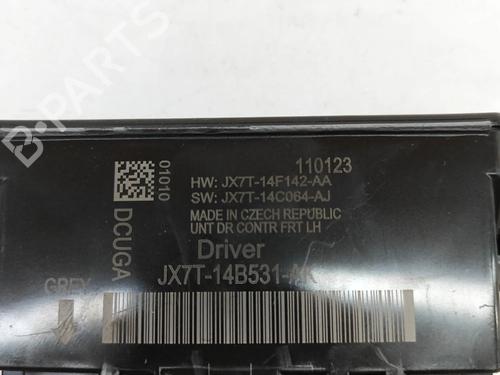 B-PARTS
110123
01010
HW: JX7T-14F142-AA
SW: JX7T-14C064-AJ
MADE IN CZECH REPUBLIC
UNT DR CONTR FRT LH
DCUGA
Driver
GREY